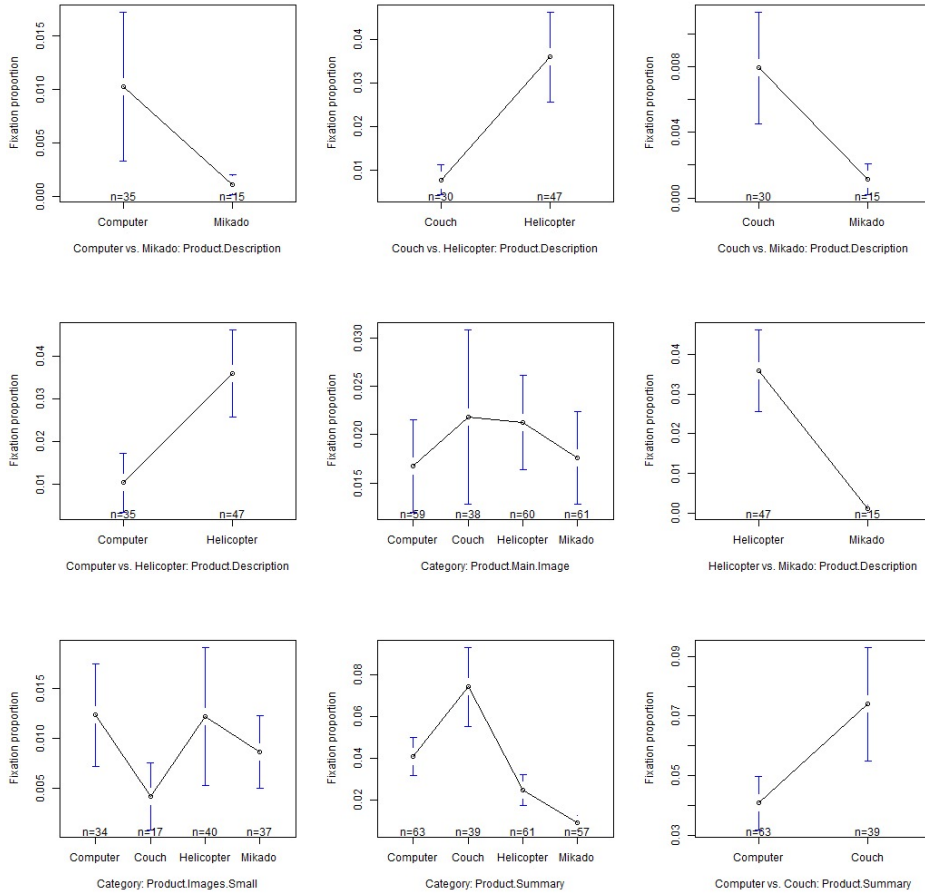 Fixation proportion
0.015
0.010
0.005
0.000
n=35 n=15
Computer Mikado
Computer vs. Mikado: Product.Description
Fixation proportion
0.04
0.03
0.02
0.01
n=30 n=47
Couch Helicopter
Couch vs. Helicopter: Product.Description
Fixation proportion
0.008
0.004
0.000
n=30 n=15
Couch Mikado
Couch vs. Mikado: Product.Description
Fixation proportion
0.04
0.03
0.02
0.01
n=35 n=47
Computer Helicopter
Computer vs. Helicopter: Product.Description
Fixation proportion
0.030
0.025
0.020
0.015
n=59 n=38 n=60 n=61
Computer Couch Helicopter Mikado
Category: Product.Main.Image
Fixation proportion
0.04
0.03
0.02
0.01
0.00
n=47 n=15
Helicopter Mikado
Helicopter vs. Mikado: Product.Description
Fixation proportion
0.015
0.010
0.005
n=34 n=17 n=40 n=37
Computer Couch Helicopter Mikado
Category: Product.Images.Small
Fixation proportion
0.08
0.06
0.04
0.02
n=63 n=39 n=61 n=57
Computer Couch Helicopter Mikado
Category: Product.Summary
Fixation proportion
0.09
0.07
0.05
0.03
n=63 n=39
Computer Couch
Computer vs. Couch: Product.Summary